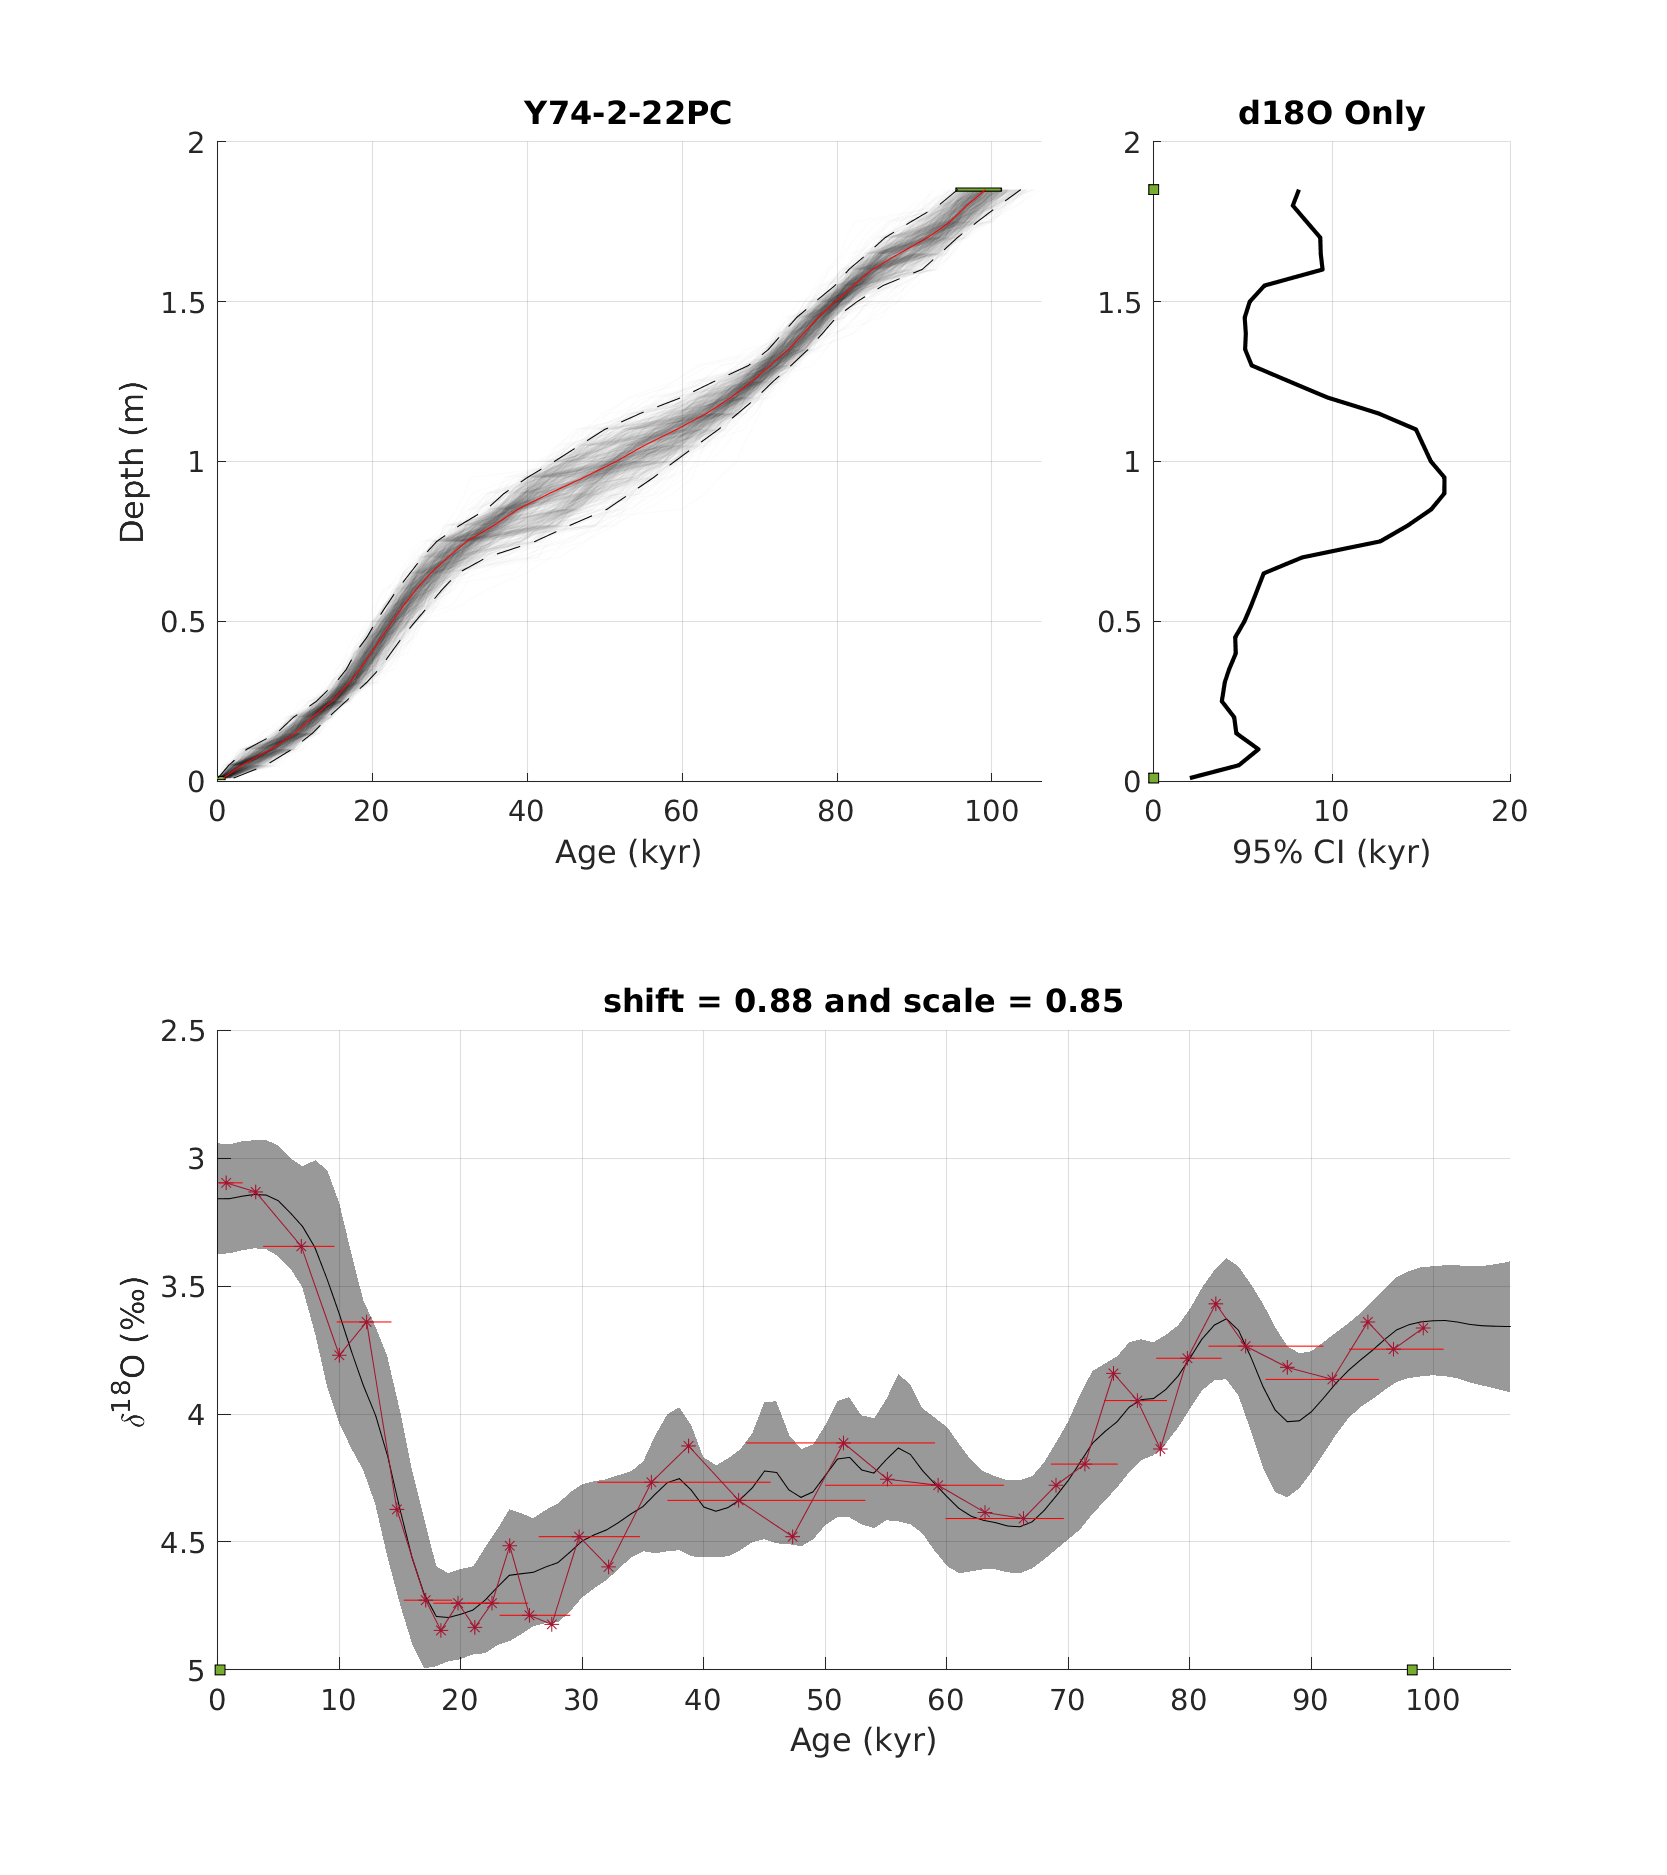 Y74-2-22PC
d18O Only
2
1.5
1
0.5
0
Depth (m)
0 20 40 60 80 100
Age (kyr)
2
1.5
1
0.5
0
0 10 20
95% CI (kyr)
shift = 0.88 and scale = 0.85
2.5
3
3.5
4
4.5
5
δ18O (‰)
0 10 20 30 40 50 60 70 80 90 100
Age (kyr)